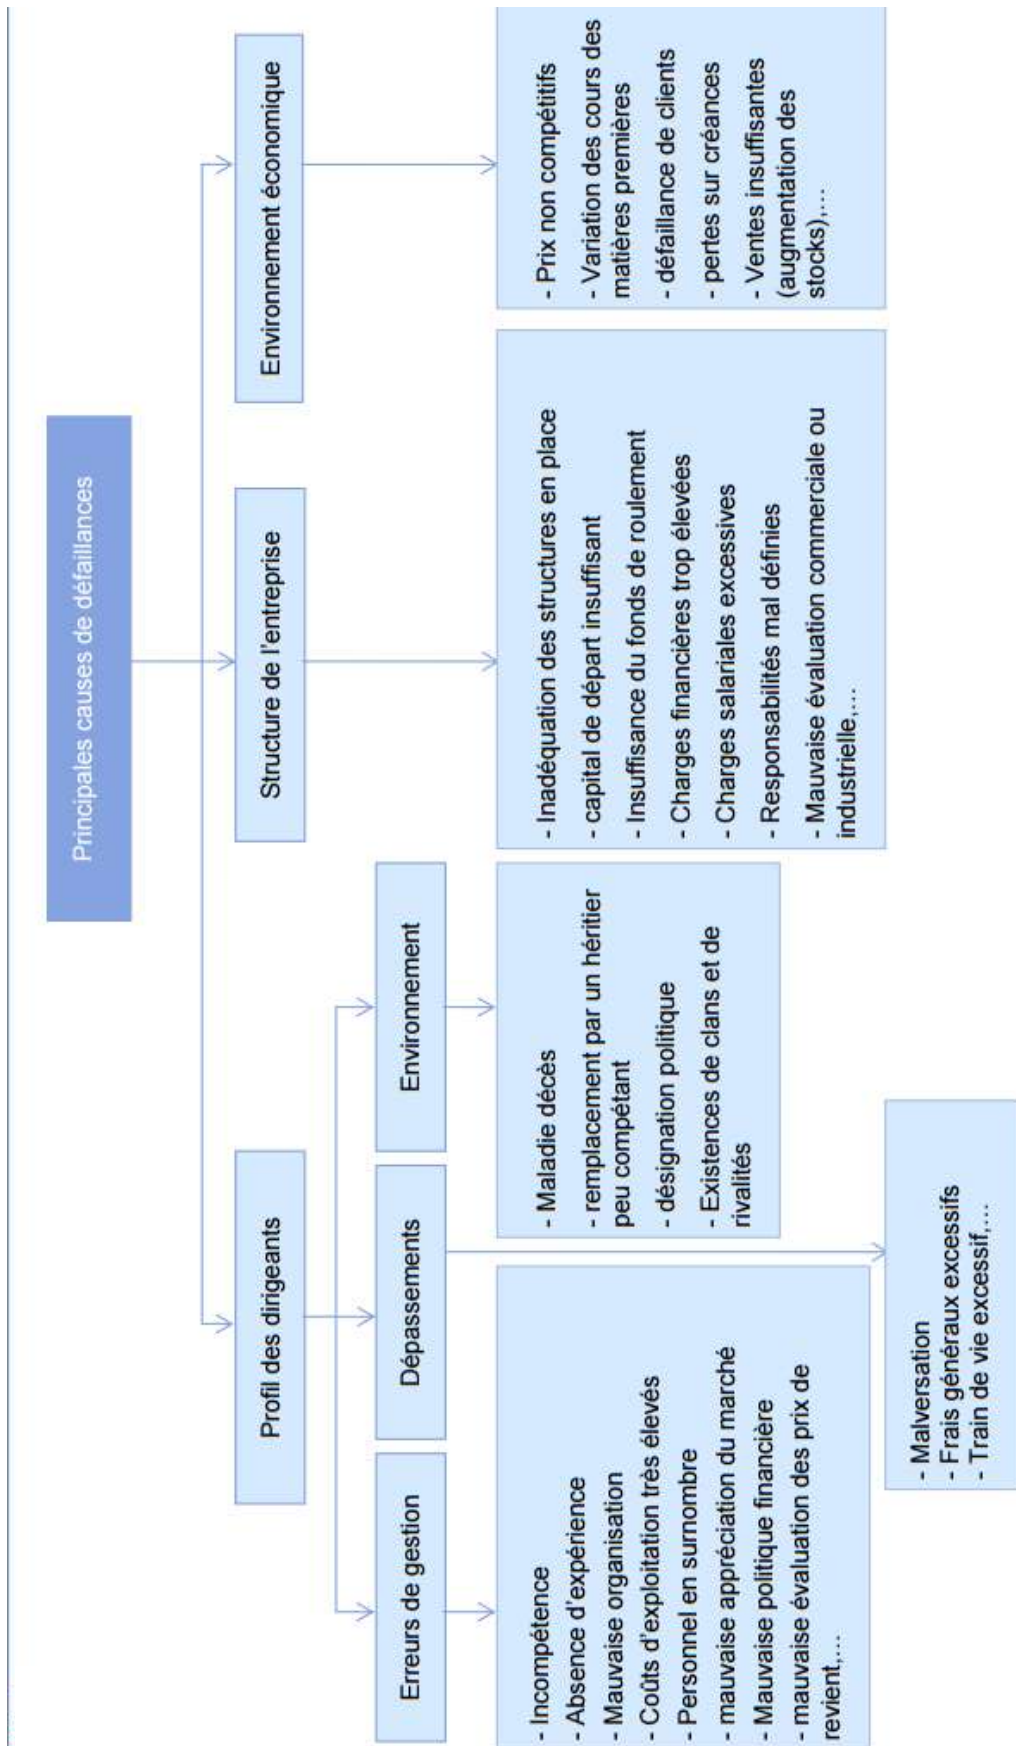 Principales causes de défaillances
Profil des dirigeants
Structure de l'entreprise
Environnement économique
Erreurs de gestion
Dépassements
Environnement
- Incompétence
- Absence d'expérience
- Mauvaise organisation
- Coûts d'exploitation très élevés
- Personnel en surnombre
- mauvaise appréciation du marché
- Mauvaise politique financière
- mauvaise évaluation des prix de
revient,...
- Maladie décès
- remplacement par un héritier
peu compétant
- désignation politique
- Existences de clans et de
rivalités
- Inadéquation des structures en place
- capital de départ insuffisant
- Insuffisance du fonds de roulement
- Charges financières trop élevées
- Charges salariales excessives
- Responsabilités mal définies
- Mauvaise évaluation commerciale ou
industrielle,...
- Prix non compétitifs
- Variation des cours des
matières premières
- défaillance de clients
- pertes sur créances
- Ventes insuffisantes
(augmentation des
stocks),...
- Malversation
- Frais généraux excessifs
- Train de vie excessif,...